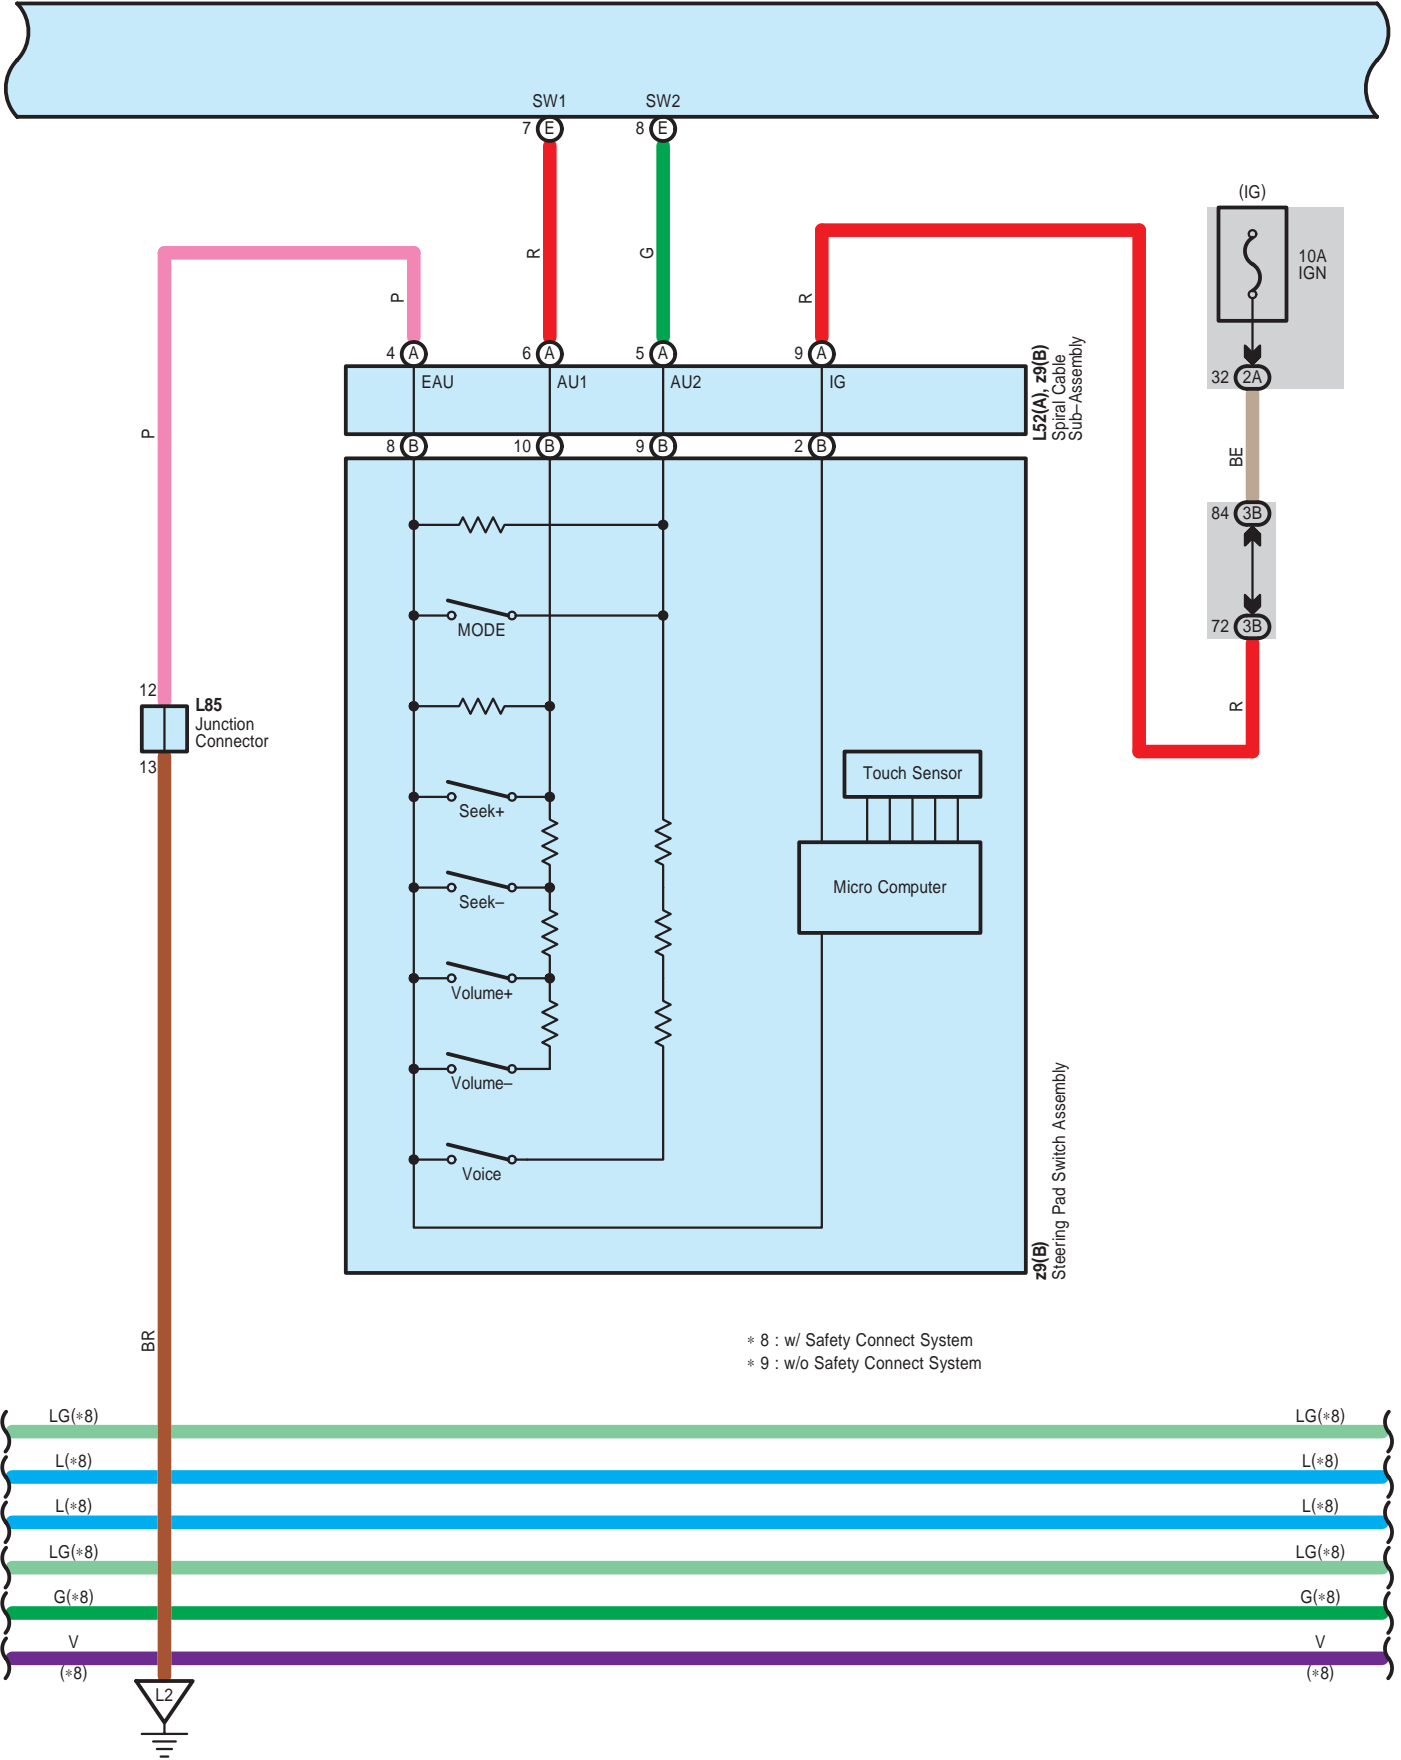 SW1
SW2
7 E
8 E
(IG)
10A
IGN
P
R
G
R
4 A
6 A
5 A
9 A
EAU
AU1
AU2
IG
L52(A), z9(B)
Spiral Cable
Sub–Assembly
32 2A
P
8 B
10 B
9 B
2 B
BE
84 3B
MODE
72 3B
12
L85
Junction
Connector
13
R
Touch Sensor
Seek+
Micro Computer
Seek–
Volume+
Volume–
Voice
z9(B)
Steering Pad Switch Assembly
BR
∗ 8 : w/ Safety Connect System
∗ 9 : w/o Safety Connect System
LG(∗8)
LG(∗8)
L(∗8)
L(∗8)
L(∗8)
L(∗8)
LG(∗8)
LG(∗8)
G(∗8)
G(∗8)
V
(∗8)
V
(∗8)
L2